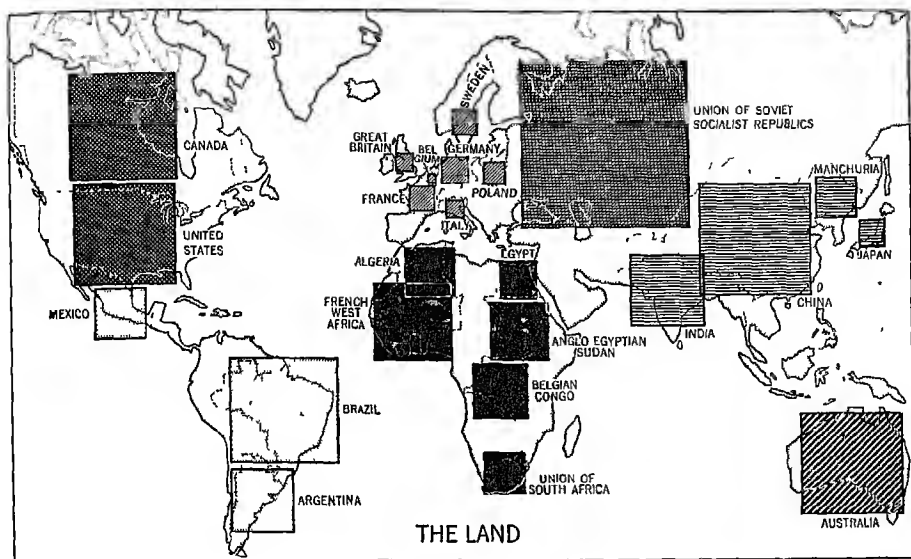 SWEDEN
UNION OF SOVIET
SOCIALIST REPUBLICS
CANADA
GREAT
BRITAIN
BEL
GIUM
GERMANY
MANCHURIA
FRANCE
POLAND
UNITED
STATES
ITALY
JAPAN
ALGERIA
EGYPT
MEXICO
FRENCH
WEST
AFRICA
CHINA
INDIA
ANGLO EGYPTIAN
SUDAN
BELGIAN
CONGO
BRAZIL
UNION OF
SOUTH AFRICA
ARGENTINA
AUSTRALIA
THE LAND